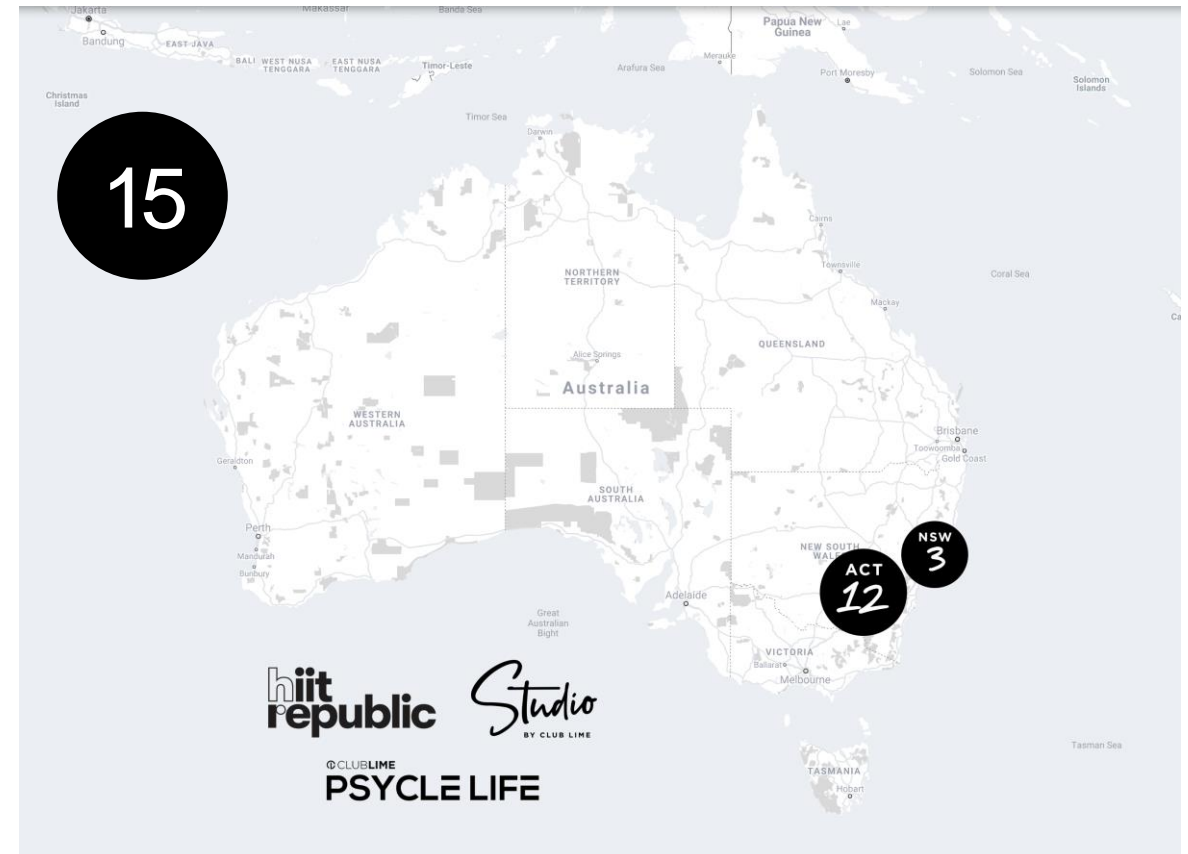 Jakarta
Makassar
Banda Sea
Bandung
EAST JAVA
BALI
WEST NUSA
TENGGARA
EAST NUSA
TENGGARA
Timor-Leste
Arafura Sea
Merauke
Papua New
Guinea
Lae
Port Moresby
Solomon Sea
Solomon
Islands
Christmas
Island
Timor Sea
Darwin
15
Cairns
NORTHERN
TERRITORY
Townsville
Coral Sea
Mackay
Ca
QUEENSLAND
Alice Springs
Australia
WESTERN
AUSTRALIA
Brisbane
Toowoomba
Gold Coast
Geraldton
SOUTH
AUSTRALIA
Perth
Mandurah
Bunbury
NEW SOUTH
WALES
NSW
3
ACT
12
Adelaide
Great
Australian
Bight
VICTORIA
Ballarat
Melbourne
hiit
republic
Studio
BY CLUB LIME
CLUBLIME
PSYCLE LIFE
Tasman Sea
TASMANIA
Hobart